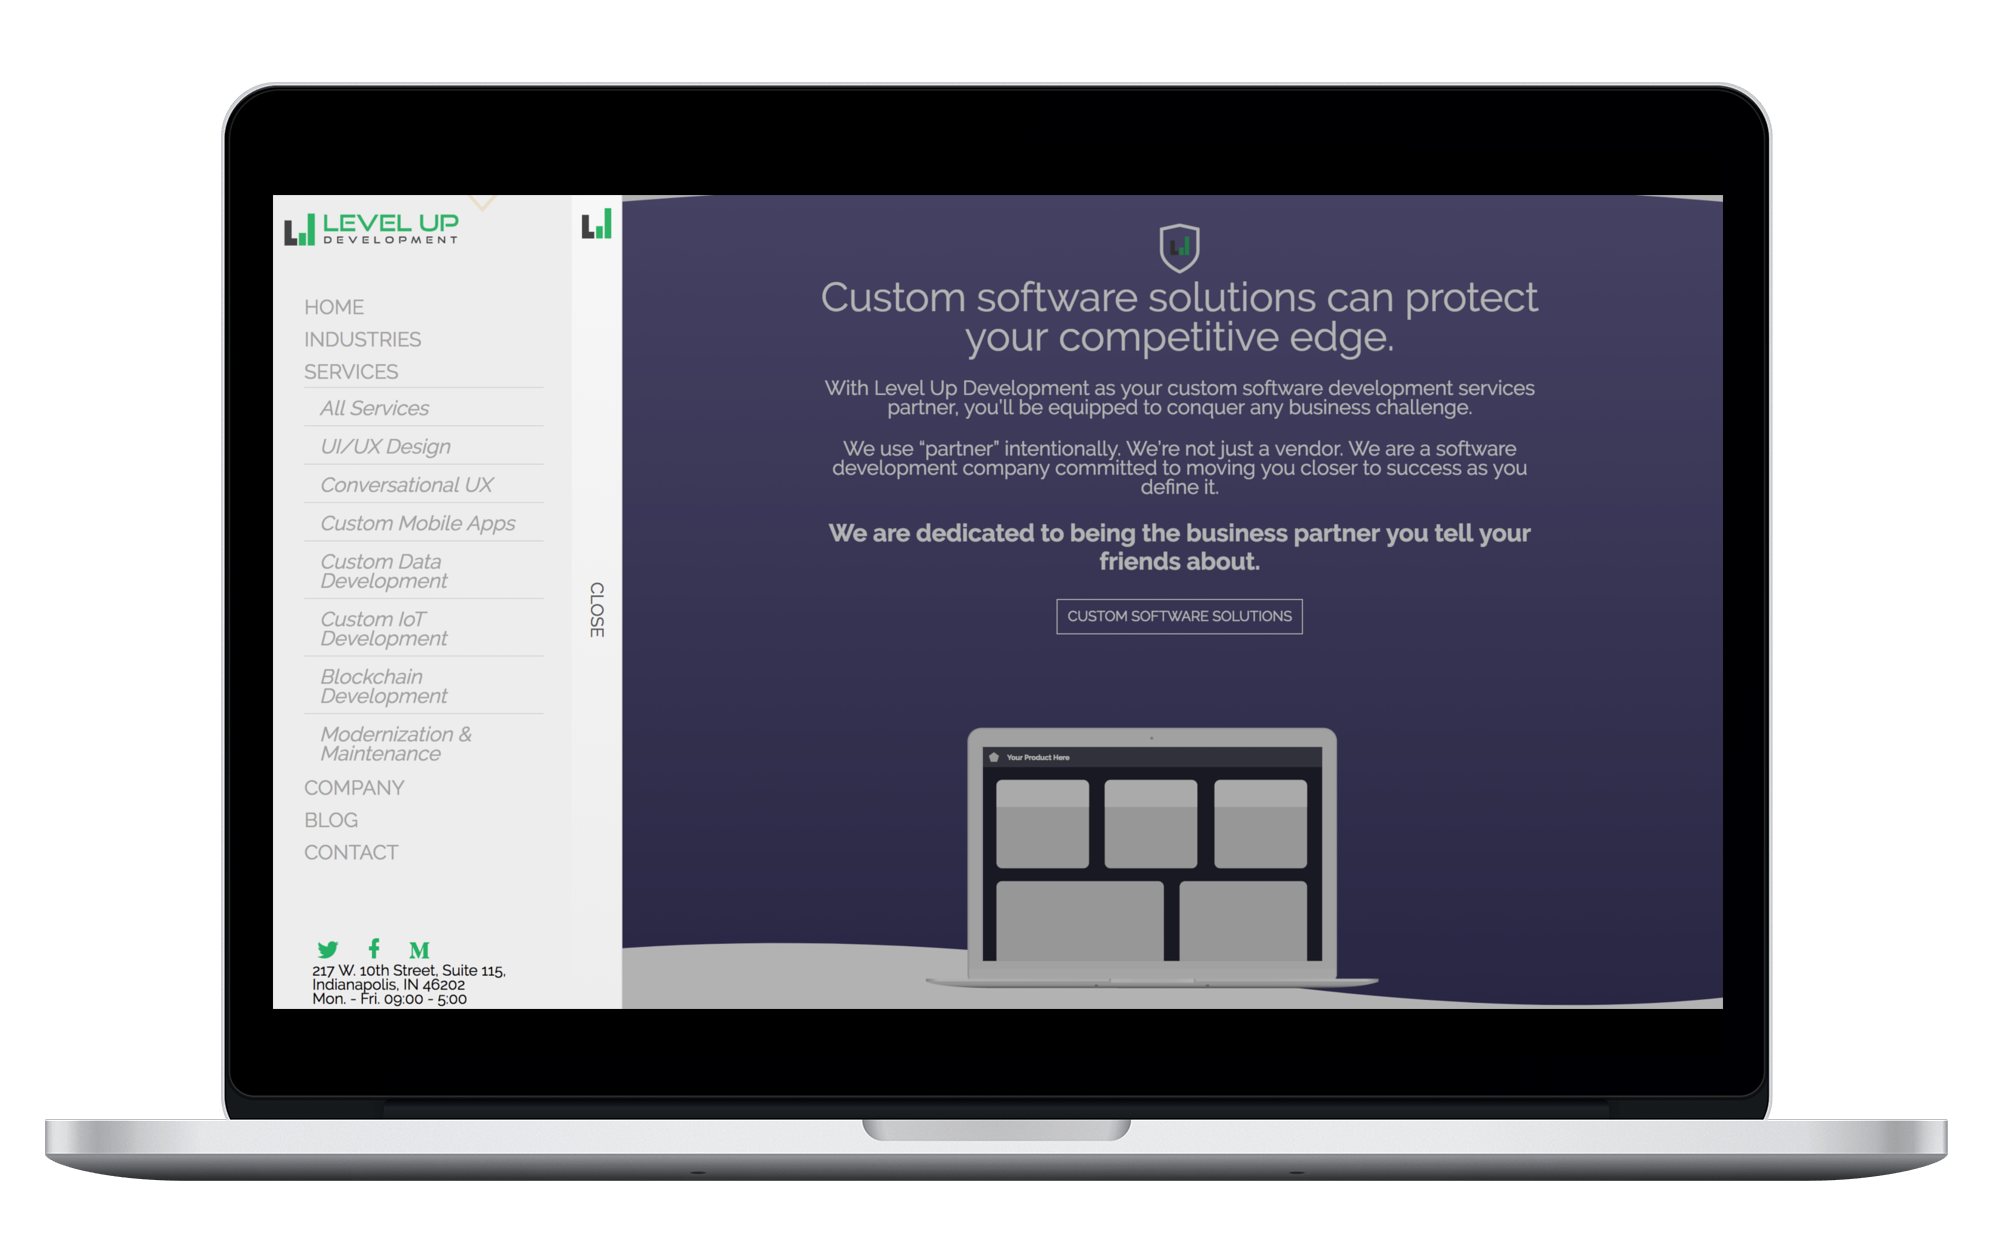 LEVEL UP
DEVELOPMENT
HOME
INDUSTRIES
SERVICES
All Services
UI/UX Design
Conversational UX
Custom Mobile Apps
Custom Data
Development
Custom IoT
Development
Blockchain
Development
Modernization &
Maintenance
COMPANY
BLOG
CONTACT
217 W. 10th Street, Suite 115,
Indianapolis, IN 46202
Mon. - Fri. 09:00 - 5:00
CLOSE
Custom software solutions can protect
your competitive edge.
With Level Up Development as your custom software development services
partner, you'll be equipped to conquer any business challenge.
We use “partner” intentionally. We're not just a vendor. We are a software
development company committed to moving you closer to success as you
define it.
We are dedicated to being the business partner you tell your
friends about.
CUSTOM SOFTWARE SOLUTIONS
Your Product Here